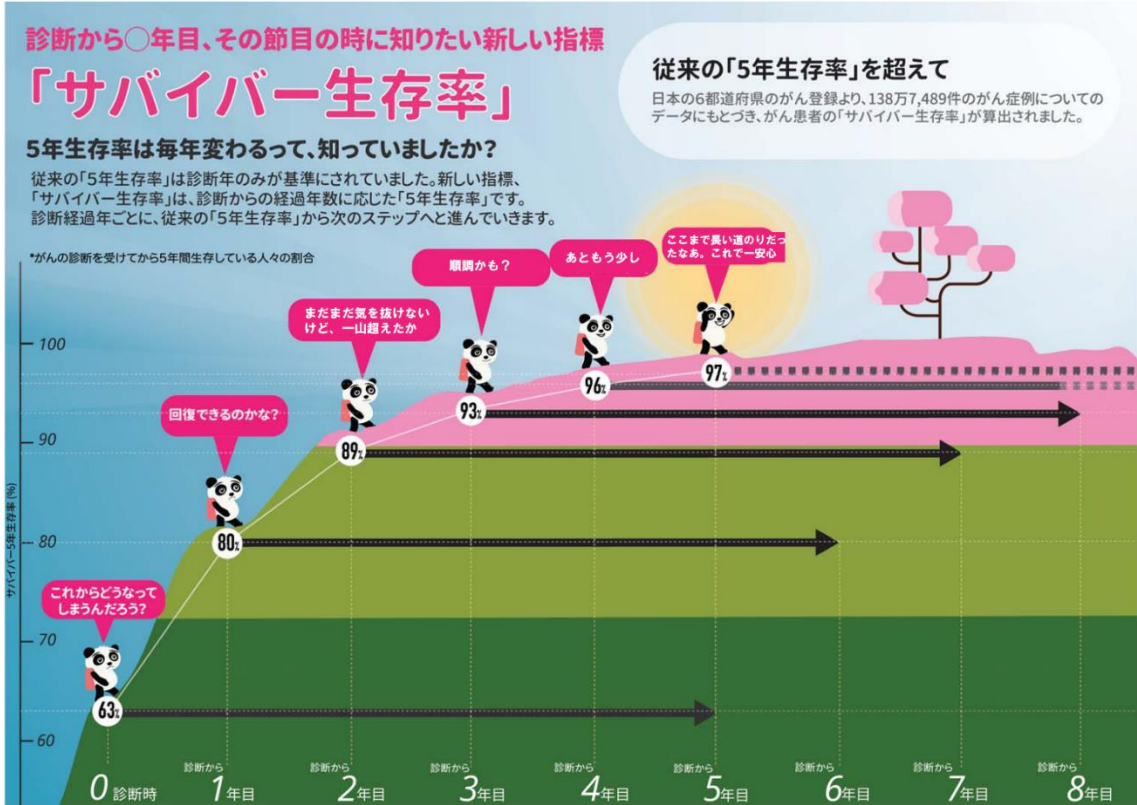 診断から○年目、その節目の時に知りたい新しい指標
「サバイバー生存率」
5年生存率は毎年変わるって、知っていましたか?
従来の「5年生存率」は診断年のみが基準にされていました。新しい指標、
「サバイバー生存率」は、診断からの経過年数に応じた「5年生存率」です。
診断経過年ごとに、従来の「5年生存率」から次のステップへと進んでいきます。
*がんの診断を受けてから5年間生存している人々の割合
従来の「5年生存率」を超えて
日本の6都道府県のがん登録より、138万7,489件のがん症例についての
データにもとづき、がん患者の「サバイバー生存率」が算出されました。
これからどうなって
しまうんだろう?
回復できるのかな?
まだまだ気を抜けない
けど、一山超えたか
順調かも?
あともう少し
ここまで長い道のりだっ
たなあ。これで一安心
サバイバー5年生存率(%)
100
90
80
70
60
63%
80%
89%
93%
96%
97%
0 診断時
診断から
1年目
診断から
2年目
診断から
3年目
診断から
4年目
診断から
5年目
診断から
6年目
診断から
7年目
診断から
8年目